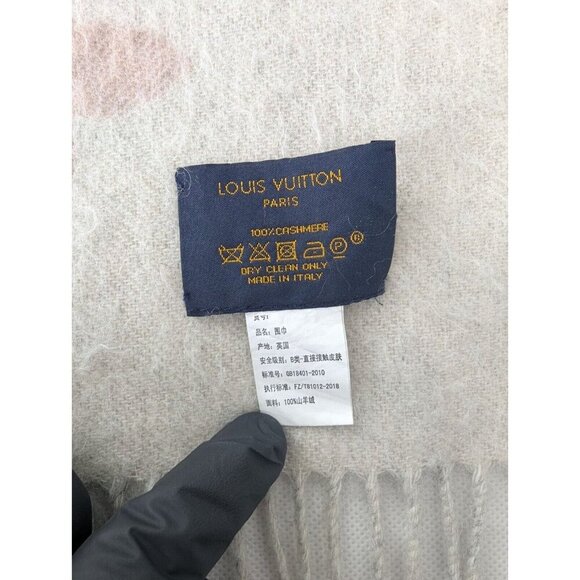 LOUIS VUITTON
PARIS
100%CASHMERE
P
®
DRY CLEAN ONLY
MADE IN ITALY
货号:
品名: 围巾
产地: 英国
安全级别: B类-直接接触皮肤
标准号: GB18401-2010
执行标准: FZ/T81012-2018
面料: 100%山羊绒